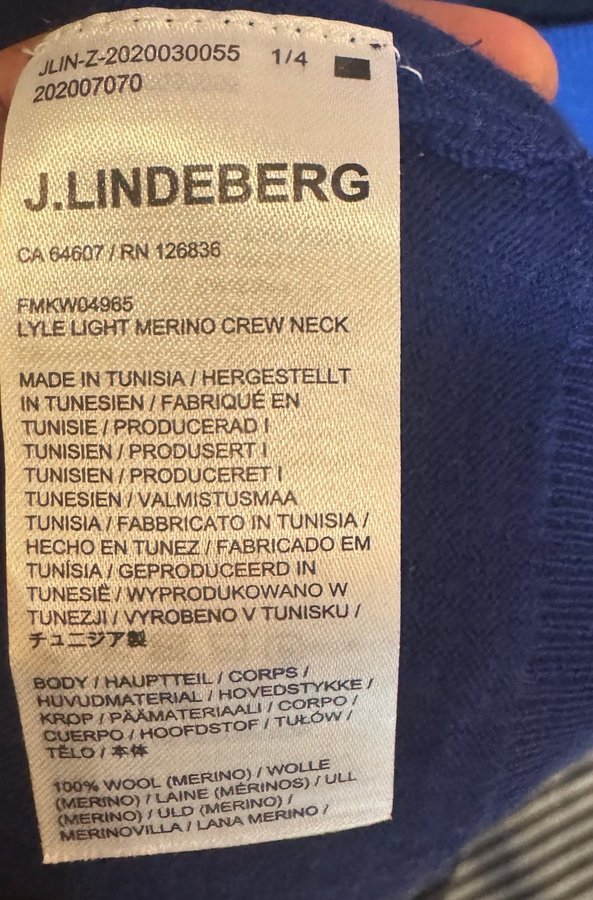 JLIN-Z-2020030055 1/4
202007070
J.LINDEBERG
CA 64607 / RN 126836
FMKW04965
LYLE LIGHT MERINO CREW NECK
MADE IN TUNISIA / HERGESTELLT
IN TUNESIEN / FABRIQUÉ EN
TUNISIE / PRODUCERAD I
TUNISIEN / PRODUSERT I
TUNISIEN / PRODUCERET I
TUNESIEN / VALMISTUSMAA
TUNISIA / FABBRICATO IN TUNISIA /
HECHO EN TUNEZ / FABRICADO EM
TUNÍSIA / GEPRODUCEERD IN
TUNESIË / WYPRODUKOWANO W
TUNEZJI / VYROBENO V TUNISKU /
チュニジア製
BODY / HAUPTTEIL / CORPS /
HUVUDMATERIAL / HOVEDSTYKKE /
KROP / PÄÄMATERIAALI / CORPO /
CUERPO / HOOFDSTOF / TUŁÓW /
TĚLO / 本体
100% WOOL (MERINO) / WOLLE
(MERINO) / LAINE (MÉRINOS) / ULL
(MERINO) / ULD (MERINO) /
MERINOVILLA / LANA MERINO /